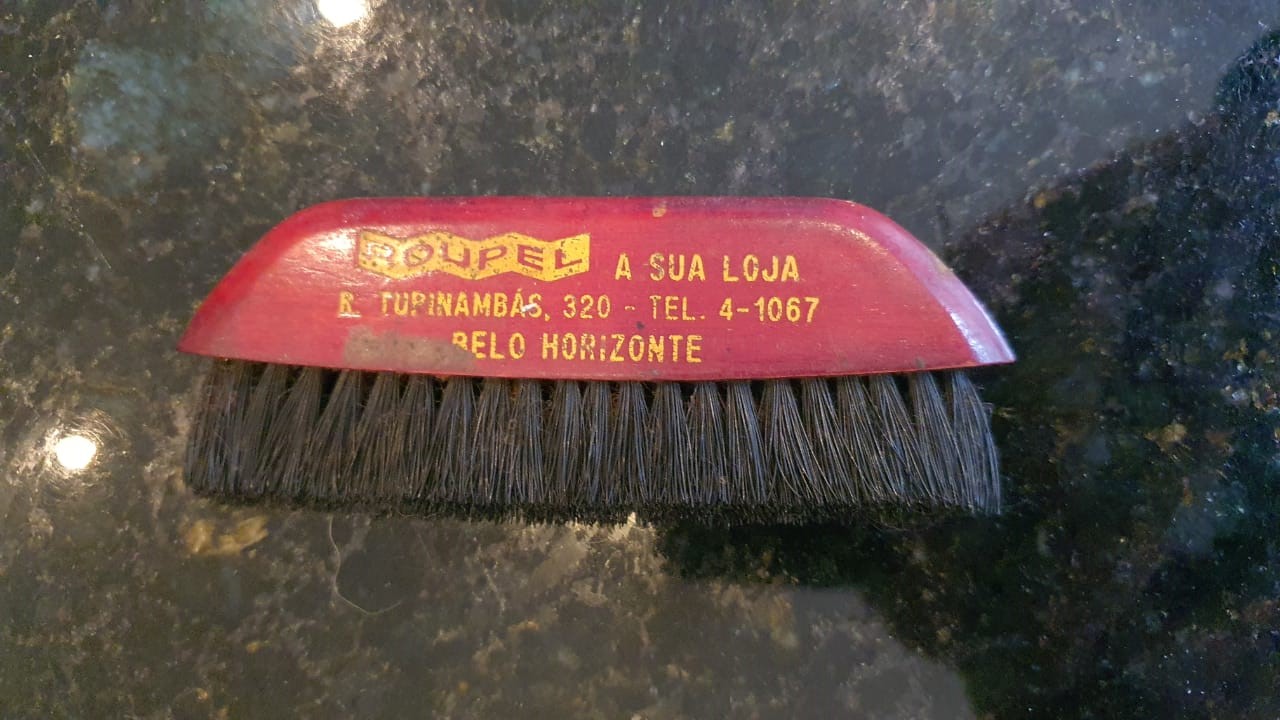 ROUPEL A SUA LOJA
R. TUPINAMBÁS, 320 - TEL. 4-1067
BELO HORIZONTE